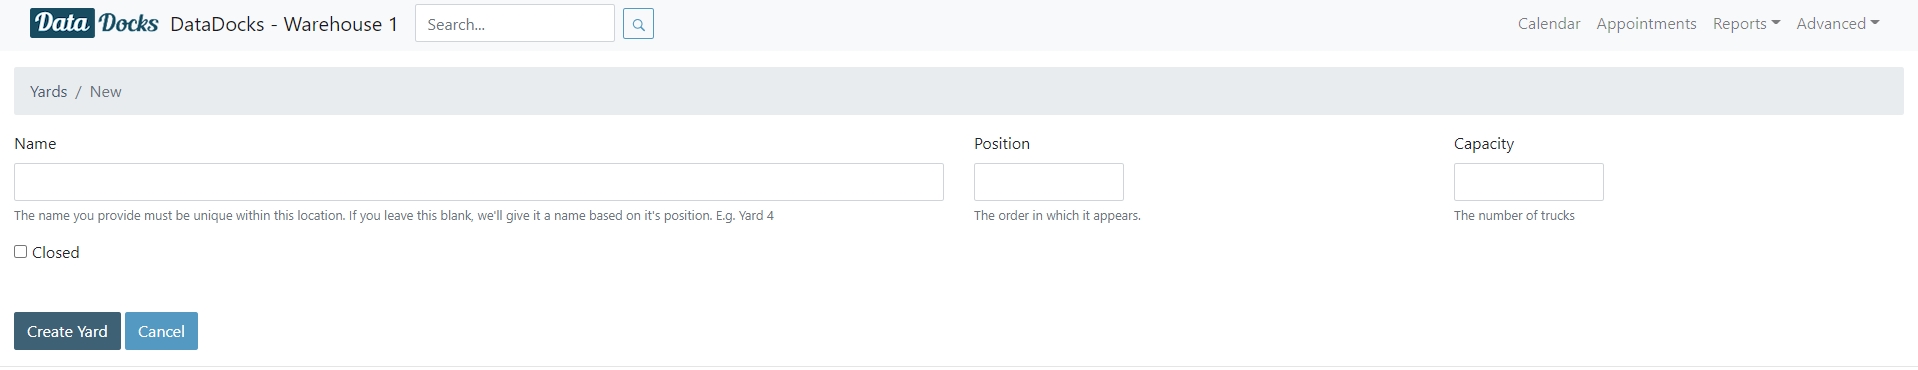 Data Docks DataDocks - Warehouse 1 Search... Calendar Appointments Reports Advanced
Yards / New
Name Position Capacity
The name you provide must be unique within this location. If you leave this blank, we'll give it a name based on it's position. E.g. Yard 4 The order in which it appears. The number of trucks
Closed
Create Yard Cancel